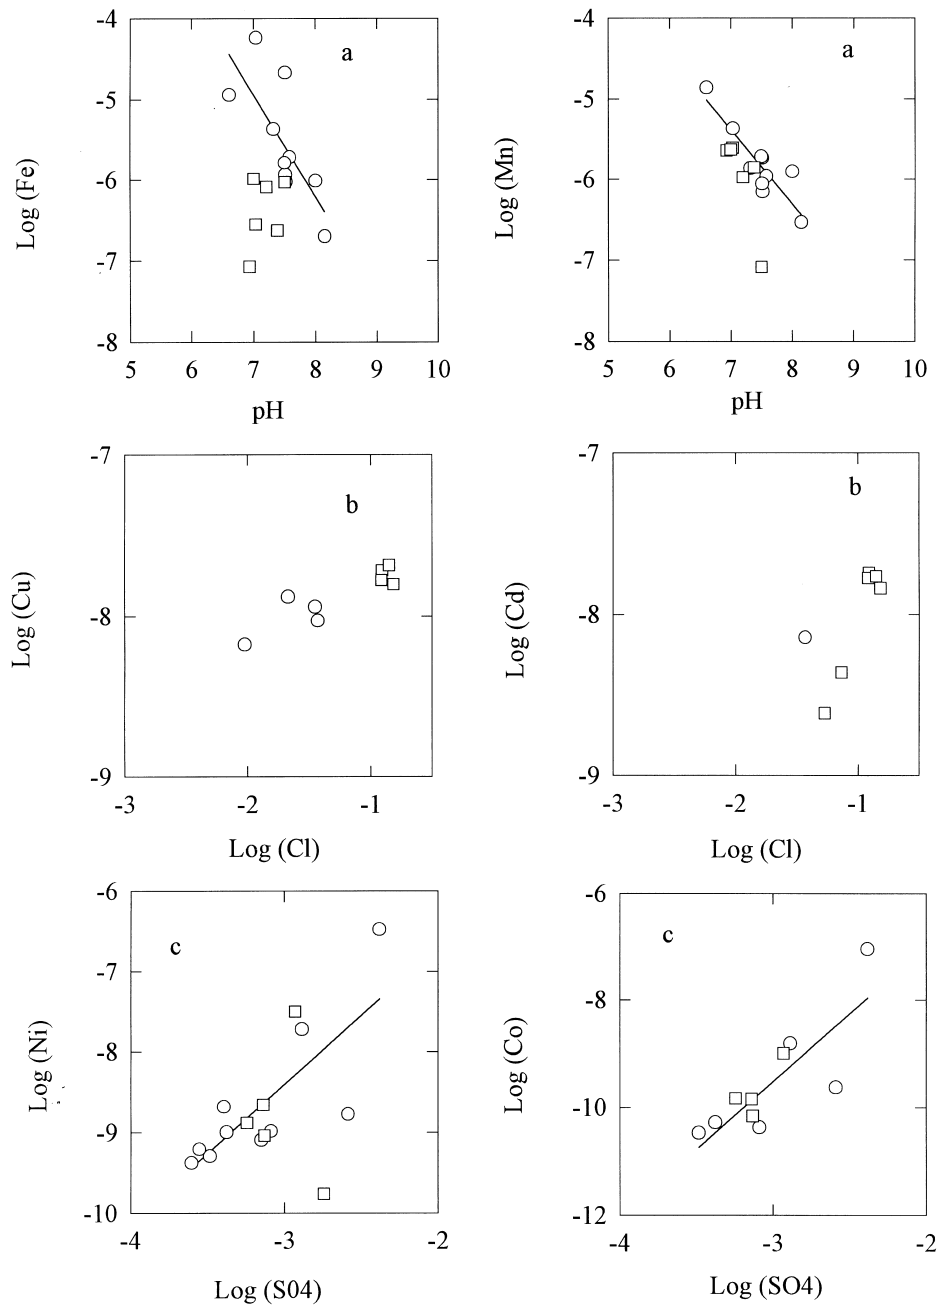 -4
-5
-6
-7
-8
a
Log (Fe)
5 6 7 8 9 10
pH
-4
-5
-6
-7
-8
a
Log (Mn)
5 6 7 8 9 10
pH
-7
-8
-9
b
Log (Cu)
-3 -2 -1
Log (Cl)
-7
-8
-9
b
Log (Cd)
-3 -2 -1
Log (Cl)
-6
-7
-8
-9
-10
c
Log (Ni)
-4 -3 -2
Log (S04)
-6
-8
-10
-12
c
Log (Co)
-4 -3 -2
Log (SO4)